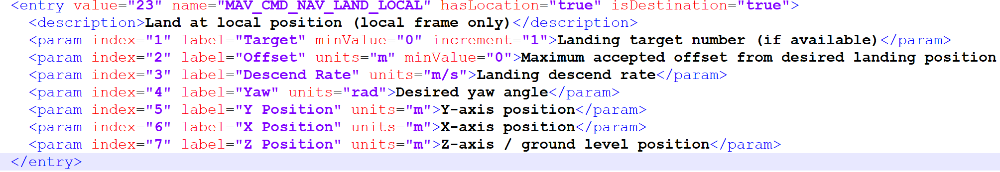 <entry value="23" name="MAV_CMD_NAV_LAND_LOCAL" hasLocation="true" isDestination="true">
<description>Land at local position (local frame only)</description>
<param index="1" label="Target" minValue="0" increment="1">Landing target number (if available)</param>
<param index="2" label="Offset" units="m" minValue="0">Maximum accepted offset from desired landing position
<param index="3" label="Descend Rate" units="m/s">Landing descend rate</param>
<param index="4" label="Yaw" units="rad">Desired yaw angle</param>
<param index="5" label="Y Position" units="m">Y-axis position</param>
<param index="6" label="X Position" units="m">X-axis position</param>
<param index="7" label="Z Position" units="m">Z-axis / ground level position</param>
</entry>